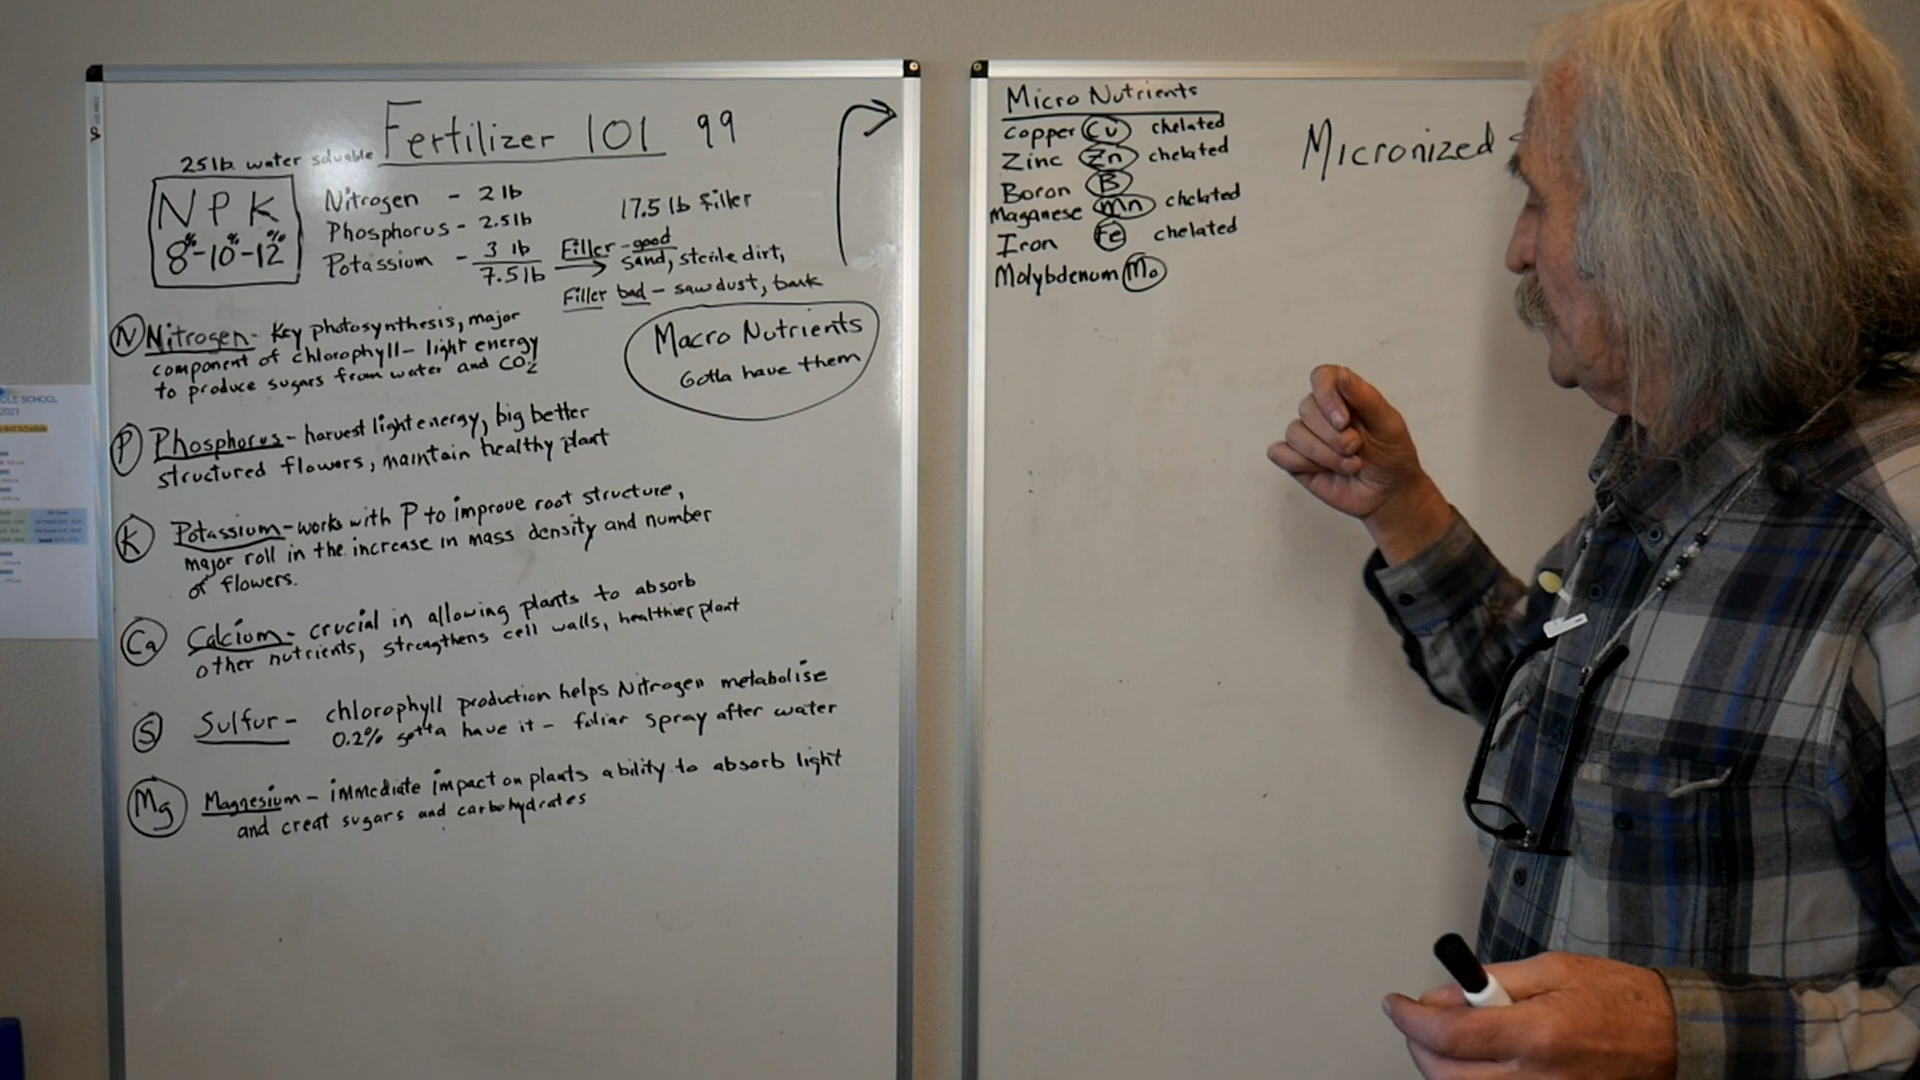 Fertilizer 101 99
25 lb. water soluable
N P K
8%-10%-12%
Nitrogen - 2 lb
Phosphorus - 2.5 lb
Potassium - 3 lb
7.5 lb
17.5 lb Filler
Filler - good
sand, sterile dirt,
Filler bad - sawdust, bark
Macro Nutrients
Gotta have them
N Nitrogen - Key photosynthesis, major
component of chlorophyll - light energy
to produce sugars from water and CO2
P Phosphorus - harvest light energy, big better
structured flowers, maintain healthy plant
K Potassium - works with P to improve root structure,
major roll in the increase in mass density and number
of flowers.
Ca Calcium - crucial in allowing plants to absorb
other nutrients, strengthens cell walls, healthier plant
S Sulfur - chlorophyll production helps Nitrogen metabolise
0.2% gotta have it - foliar spray after water
Mg Magnesium - immediate impact on plants ability to absorb light
and creat sugars and carbohydrates
Micro Nutrients
Copper Cu chelated
Zinc Zn chelated
Boron B
Maganese Mn chelated
Iron Fe chelated
Molybdenum Mo
Micronized
OLE SCHOOL
2023